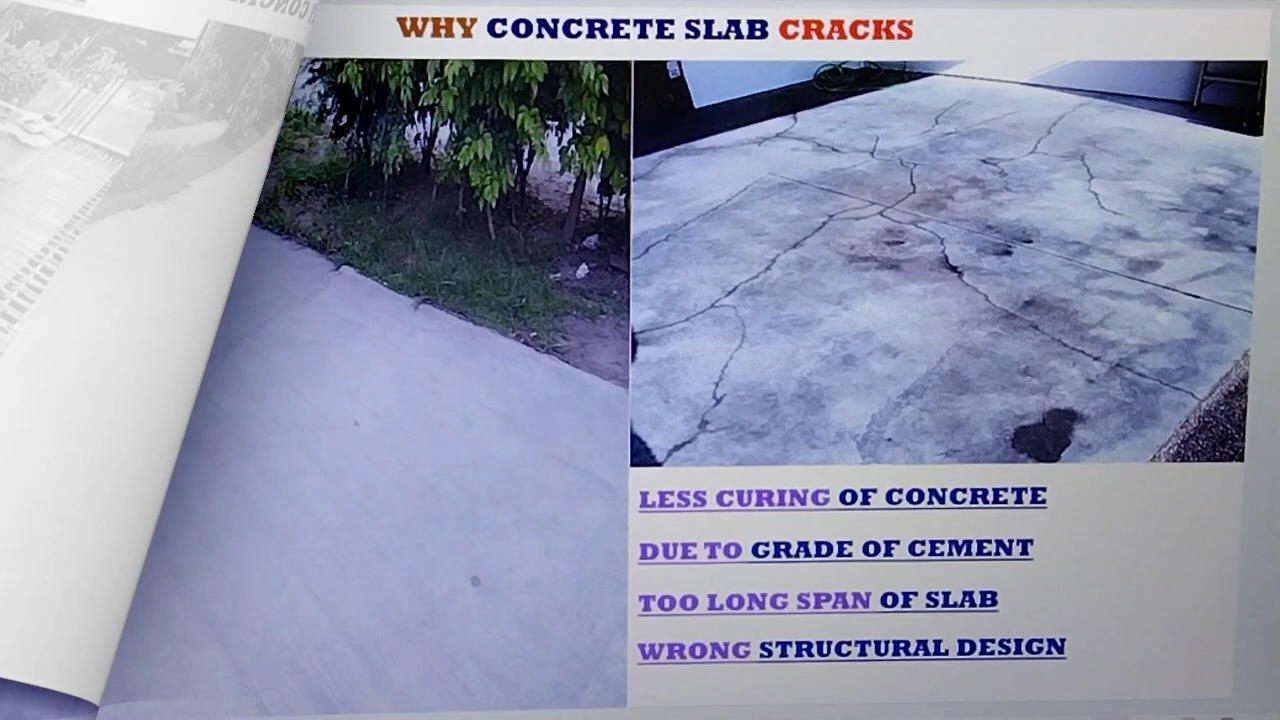 WHY CONCRETE SLAB CRACKS
LESS CURING OF CONCRETE
DUE TO GRADE OF CEMENT
TOO LONG SPAN OF SLAB
WRONG STRUCTURAL DESIGN